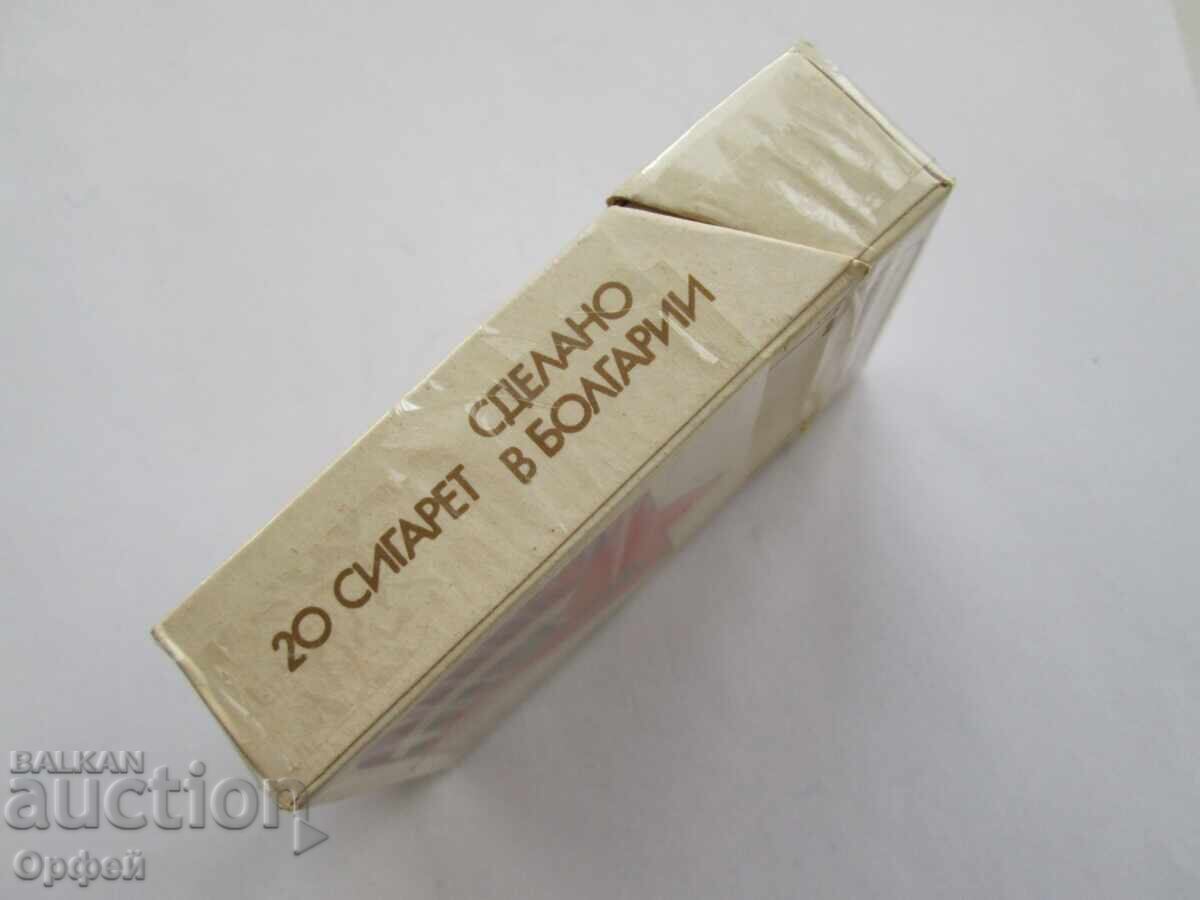 20 СИГАРЕТ
СДЕЛАНО
В БОЛГАРИИ
BALKAN
auction
Орфей